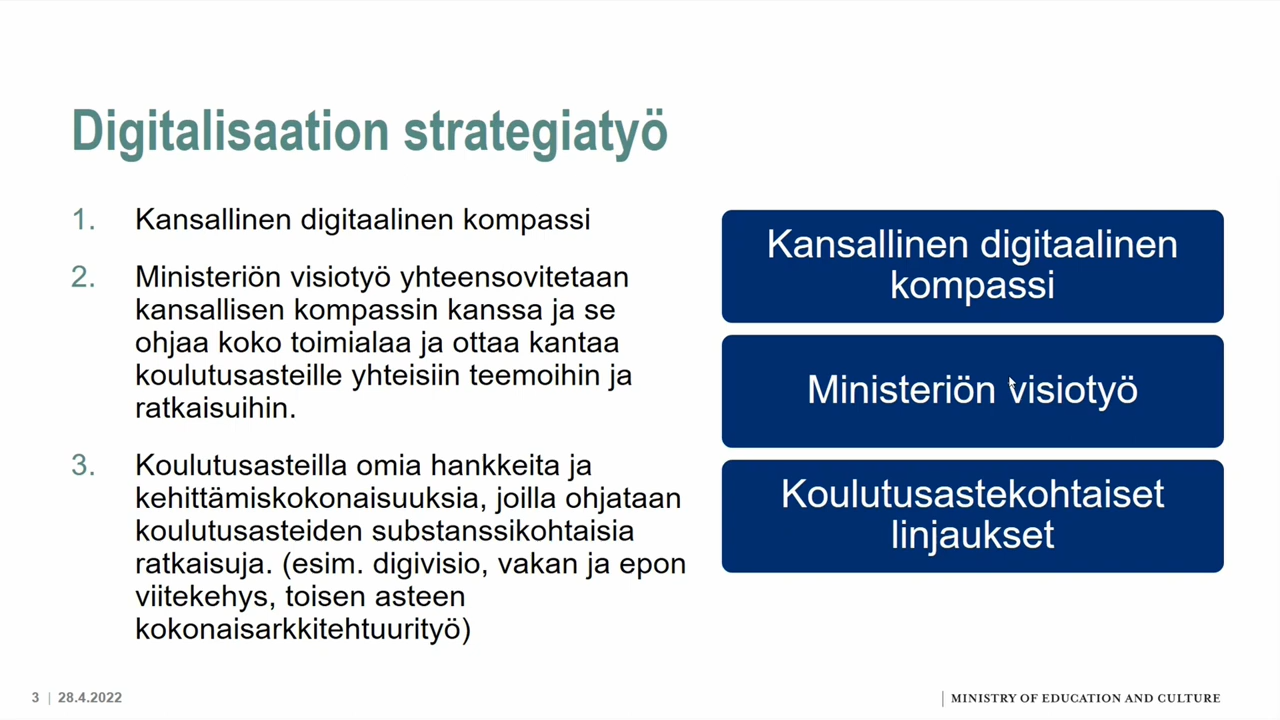 Digitalisaation strategiatyö
1. Kansallinen digitaalinen kompassi
2. Ministeriön visiotyö yhteensovitetaan
kansallisen kompassin kanssa ja se
ohjaa koko toimialaa ja ottaa kantaa
koulutusasteille yhteisiin teemoihin ja
ratkaisuihin.
3. Koulutusasteilla omia hankkeita ja
kehittämiskokonaisuuksia, joilla ohjataan
koulutusasteiden substanssikohtaisia
ratkaisuja. (esim. digivisio, vakan ja epon
viitekehys, toisen asteen
kokonaisarkkitehtuurityö)
Kansallinen digitaalinen
kompassi
Ministeriön visiotyö
Koulutusastekohtaiset
linjaukset
3 | 28.4.2022
MINISTRY OF EDUCATION AND CULTURE